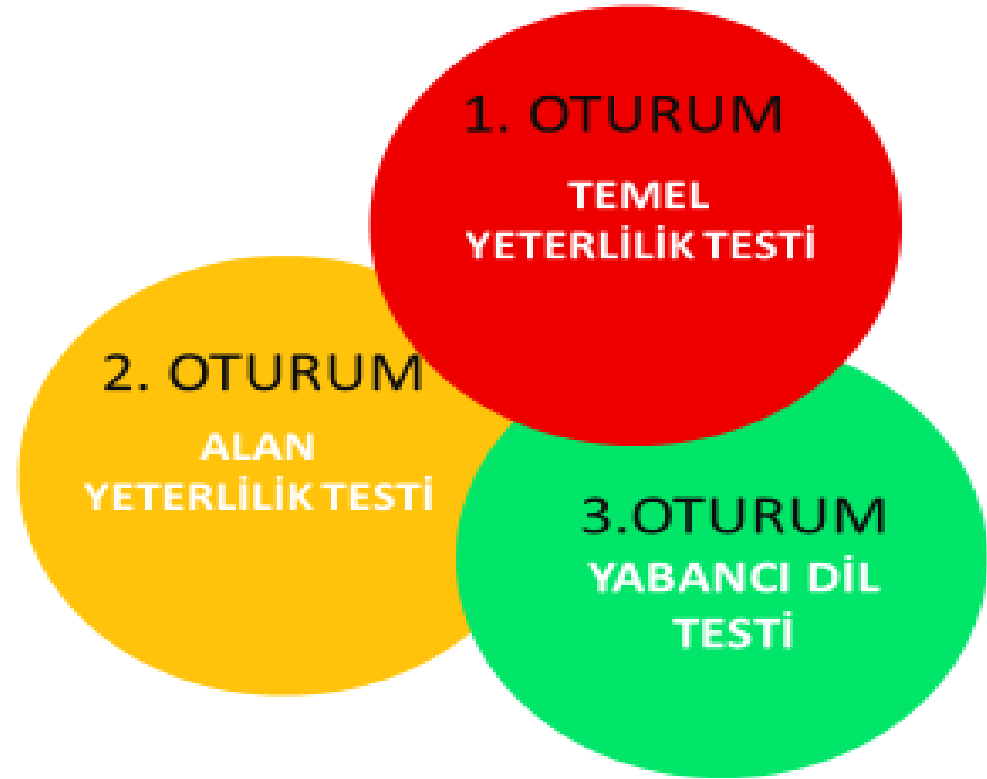 1. OTURUM
TEMEL
YETERLİLİK TESTİ
2. OTURUM
ALAN
YETERLİLİK TESTİ
3.OTURUM
YABANCI DİL
TESTİ